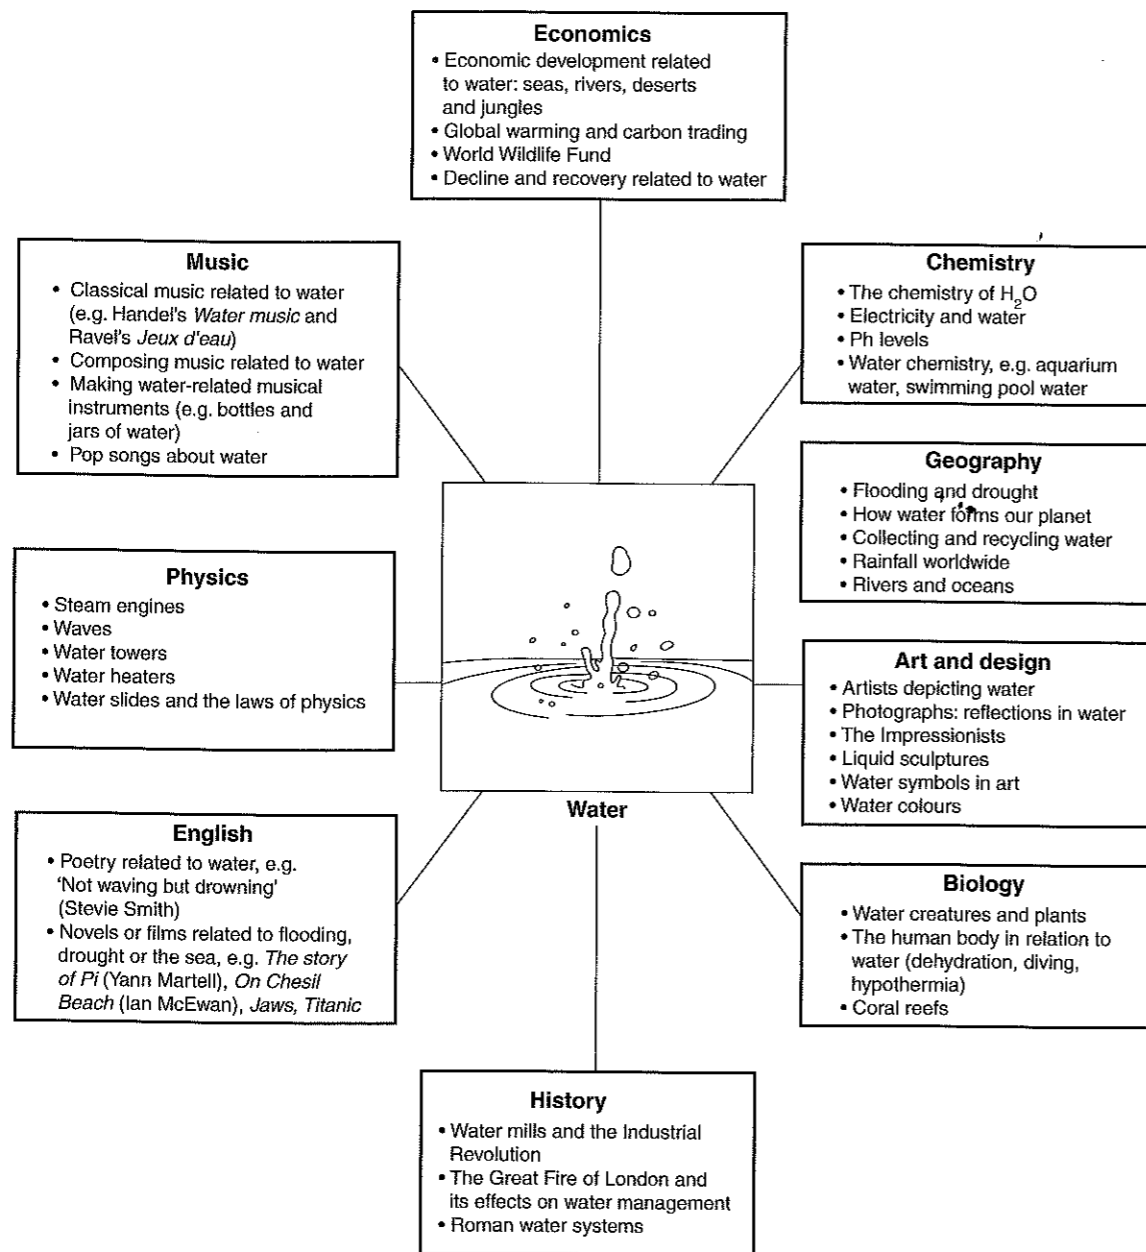 Economics
• Economic development related
to water: seas, rivers, deserts
and jungles
• Global warming and carbon trading
• World Wildlife Fund
• Decline and recovery related to water
Music
• Classical music related to water
(e.g. Handel's Water music and
Ravel's Jeux d'eau)
• Composing music related to water
• Making water-related musical
instruments (e.g. bottles and
jars of water)
• Pop songs about water
Chemistry
• The chemistry of H₂O
• Electricity and water
• Ph levels
• Water chemistry, e.g. aquarium
water, swimming pool water
Geography
• Flooding and drought
• How water forms our planet
• Collecting and recycling water
• Rainfall worldwide
• Rivers and oceans
Physics
• Steam engines
• Waves
• Water towers
• Water heaters
• Water slides and the laws of physics
Art and design
• Artists depicting water
• Photographs: reflections in water
• The Impressionists
• Liquid sculptures
• Water symbols in art
• Water colours
Water
English
• Poetry related to water, e.g.
'Not waving but drowning'
(Stevie Smith)
• Novels or films related to flooding,
drought or the sea, e.g. The story
of Pi (Yann Martell), On Chesil
Beach (Ian McEwan), Jaws, Titanic
Biology
• Water creatures and plants
• The human body in relation to
water (dehydration, diving,
hypothermia)
• Coral reefs
History
• Water mills and the Industrial
Revolution
• The Great Fire of London and
its effects on water management
• Roman water systems